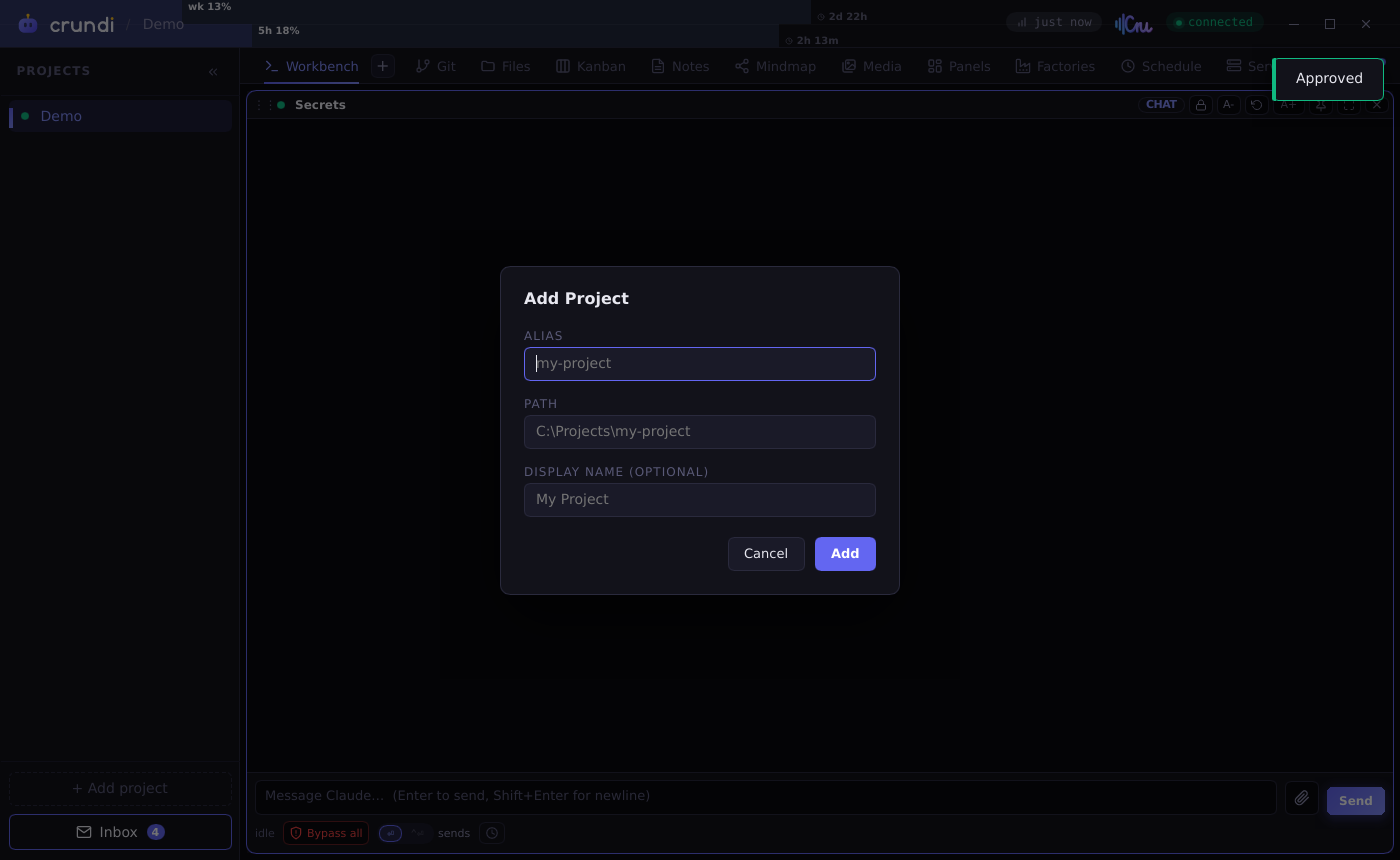 wk 13%
2d 22h
crundi / Demo
just now
Cru
connected
5h 18%
2h 13m
PROJECTS
«
Workbench
+
Git
Files
Kanban
Notes
Mindmap
Media
Panels
Factories
Schedule
Approved
Demo
Secrets
CHAT
A-
A+
Add Project
ALIAS
my-project
PATH
C:\Projects\my-project
DISPLAY NAME (OPTIONAL)
My Project
Cancel
Add
+ Add project
Message Claude... (Enter to send, Shift+Enter for newline)
Send
Inbox 4
idle
Bypass all
sends